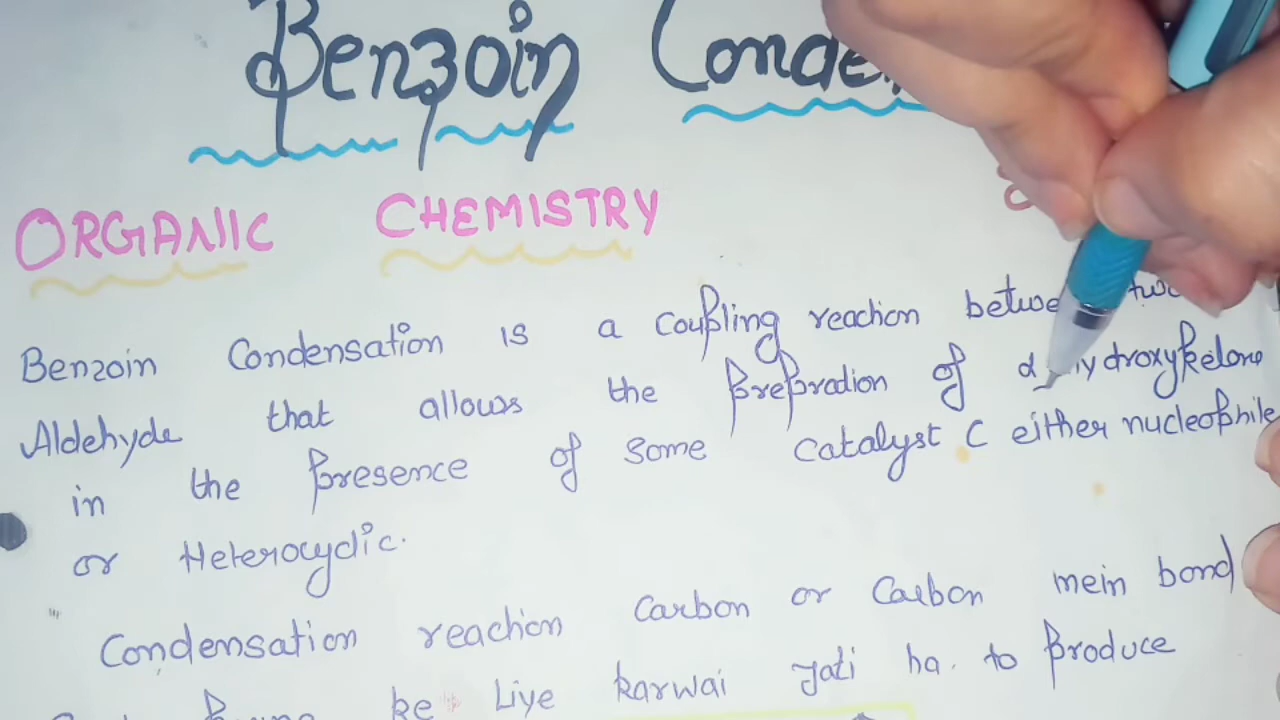 Benzoin Conde
ORGANIC CHEMISTRY
Benzoin Condensation is a Coupling reaction betwe two
Aldehyde that allows the prepration of α hydroxyketone
in the presence of some Catalyst C either nucleophile
or Heterocyclic.
Condensation reaction Carbon or Carbon mein bond
ke Liye karwai Jati ha. to produce